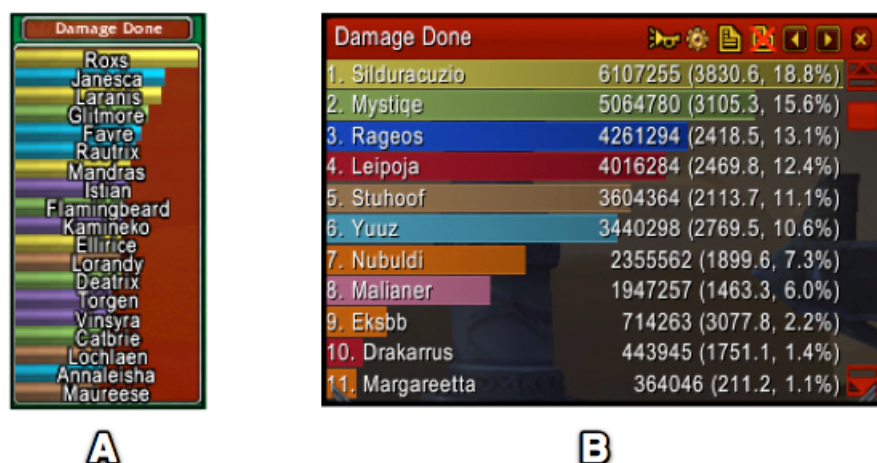 Damage Done
Roxs
Janesca
Laranis
Glitmore
Favre
Rautrix
Mandras
Istian
Flamingbeard
Kamineko
Ellirice
Lorandy
Deatrix
Torgen
Vinsyra
Catbrie
Lochlaen
Annaleisha
Maureese
A
Damage Done
1. Silduracuzio 6107255 (3830.6, 18.8%)
2. Mystiqe 5064780 (3105.3, 15.6%)
3. Rageos 4261294 (2418.5, 13.1%)
4. Leipoja 4016284 (2469.8, 12.4%)
5. Stuhoof 3604364 (2113.7, 11.1%)
6. Yuuz 3440298 (2769.5, 10.6%)
7. Nubuldi 2355562 (1899.6, 7.3%)
8. Malianer 1947257 (1463.3, 6.0%)
9. Eksbb 714263 (3077.8, 2.2%)
10. Drakarrus 443945 (1751.1, 1.4%)
11. Margareetta 364046 (211.2, 1.1%)
B